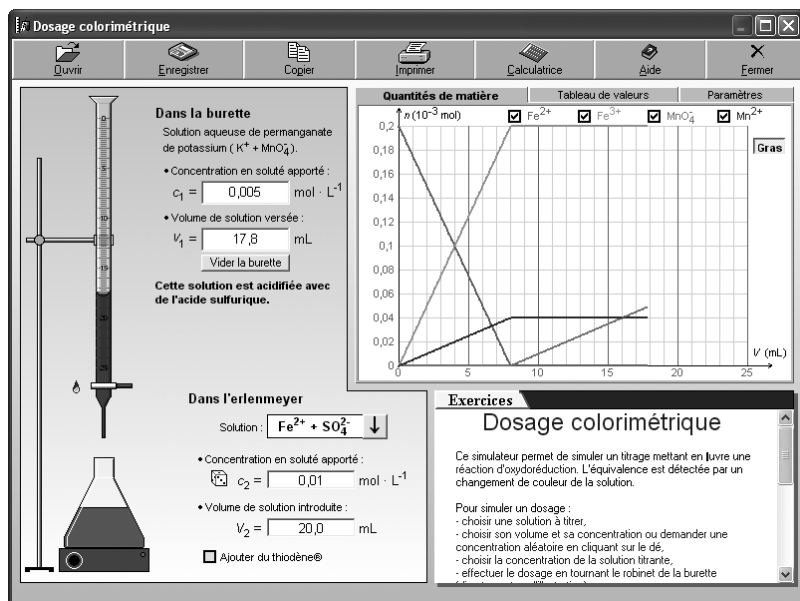 Dosage colorimétrique
Ouvrir Enregistrer Copier Imprimer Calculatrice Aide Fermer
Dans la burette
Solution aqueuse de permanganate
de potassium ( K⁺ + MnO₄⁻).
• Concentration en soluté apporté :
c₁ = 0,005 mol · L⁻¹
• Volume de solution versée :
V₁ = 17,8 mL
Vider la burette
Cette solution est acidifiée avec
de l'acide sulfurique.
Dans l'erlenmeyer
Solution : Fe²⁺ + SO₄²⁻
• Concentration en soluté apporté :
c₂ = 0,01 mol · L⁻¹
• Volume de solution introduite :
V₂ = 20,0 mL
Ajouter du thiodène®
Quantités de matière Tableau de valeurs Paramètres
n (10⁻³ mol) Fe²⁺ Fe³⁺ MnO₄⁻ Mn²⁺
Gras
0,2
0,18
0,16
0,14
0,12
0,1
0,08
0,06
0,04
0,02
0
0 5 10 15 20 25
V (mL)
Exercices
Dosage colorimétrique
Ce simulateur permet de simuler un titrage mettant en luvre une
réaction d'oxydoréduction. L'équivalence est détectée par un
changement de couleur de la solution.
Pour simuler un dosage :
- choisir une solution à titrer,
- choisir son volume et sa concentration ou demander une
concentration aléatoire en cliquant sur le dé,
- choisir la concentration de la solution titrante,
- effectuer le dosage en tournant le robinet de la burette